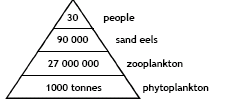 30 people
90 000 sand eels
27 000 000 zooplankton
1000 tonnes phytoplankton